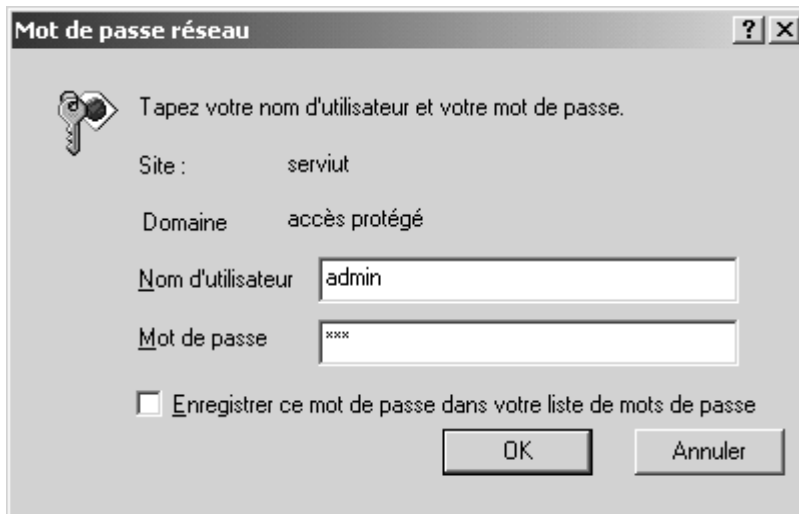 Mot de passe réseau
Tapez votre nom d'utilisateur et votre mot de passe.
Site : serviut
Domaine accès protégé
Nom d'utilisateur admin
Mot de passe ×××
Enregistrer ce mot de passe dans votre liste de mots de passe
OK Annuler